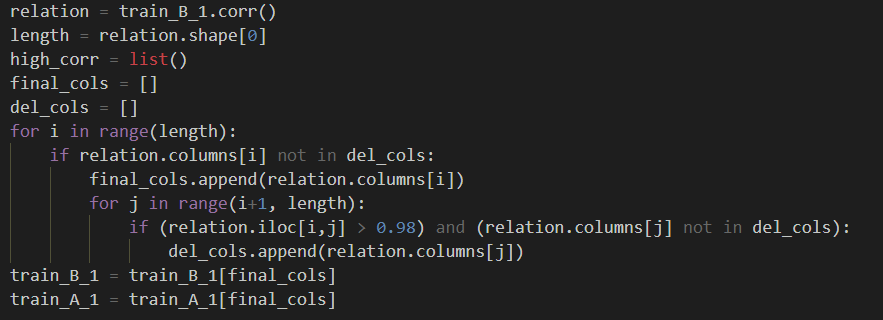 relation = train_B_1.corr()
length = relation.shape[0]
high_corr = list()
final_cols = []
del_cols = []
for i in range(length):
    if relation.columns[i] not in del_cols:
        final_cols.append(relation.columns[i])
        for j in range(i+1, length):
            if (relation.iloc[i,j] > 0.98) and (relation.columns[j] not in del_cols):
                del_cols.append(relation.columns[j])
train_B_1 = train_B_1[final_cols]
train_A_1 = train_A_1[final_cols]